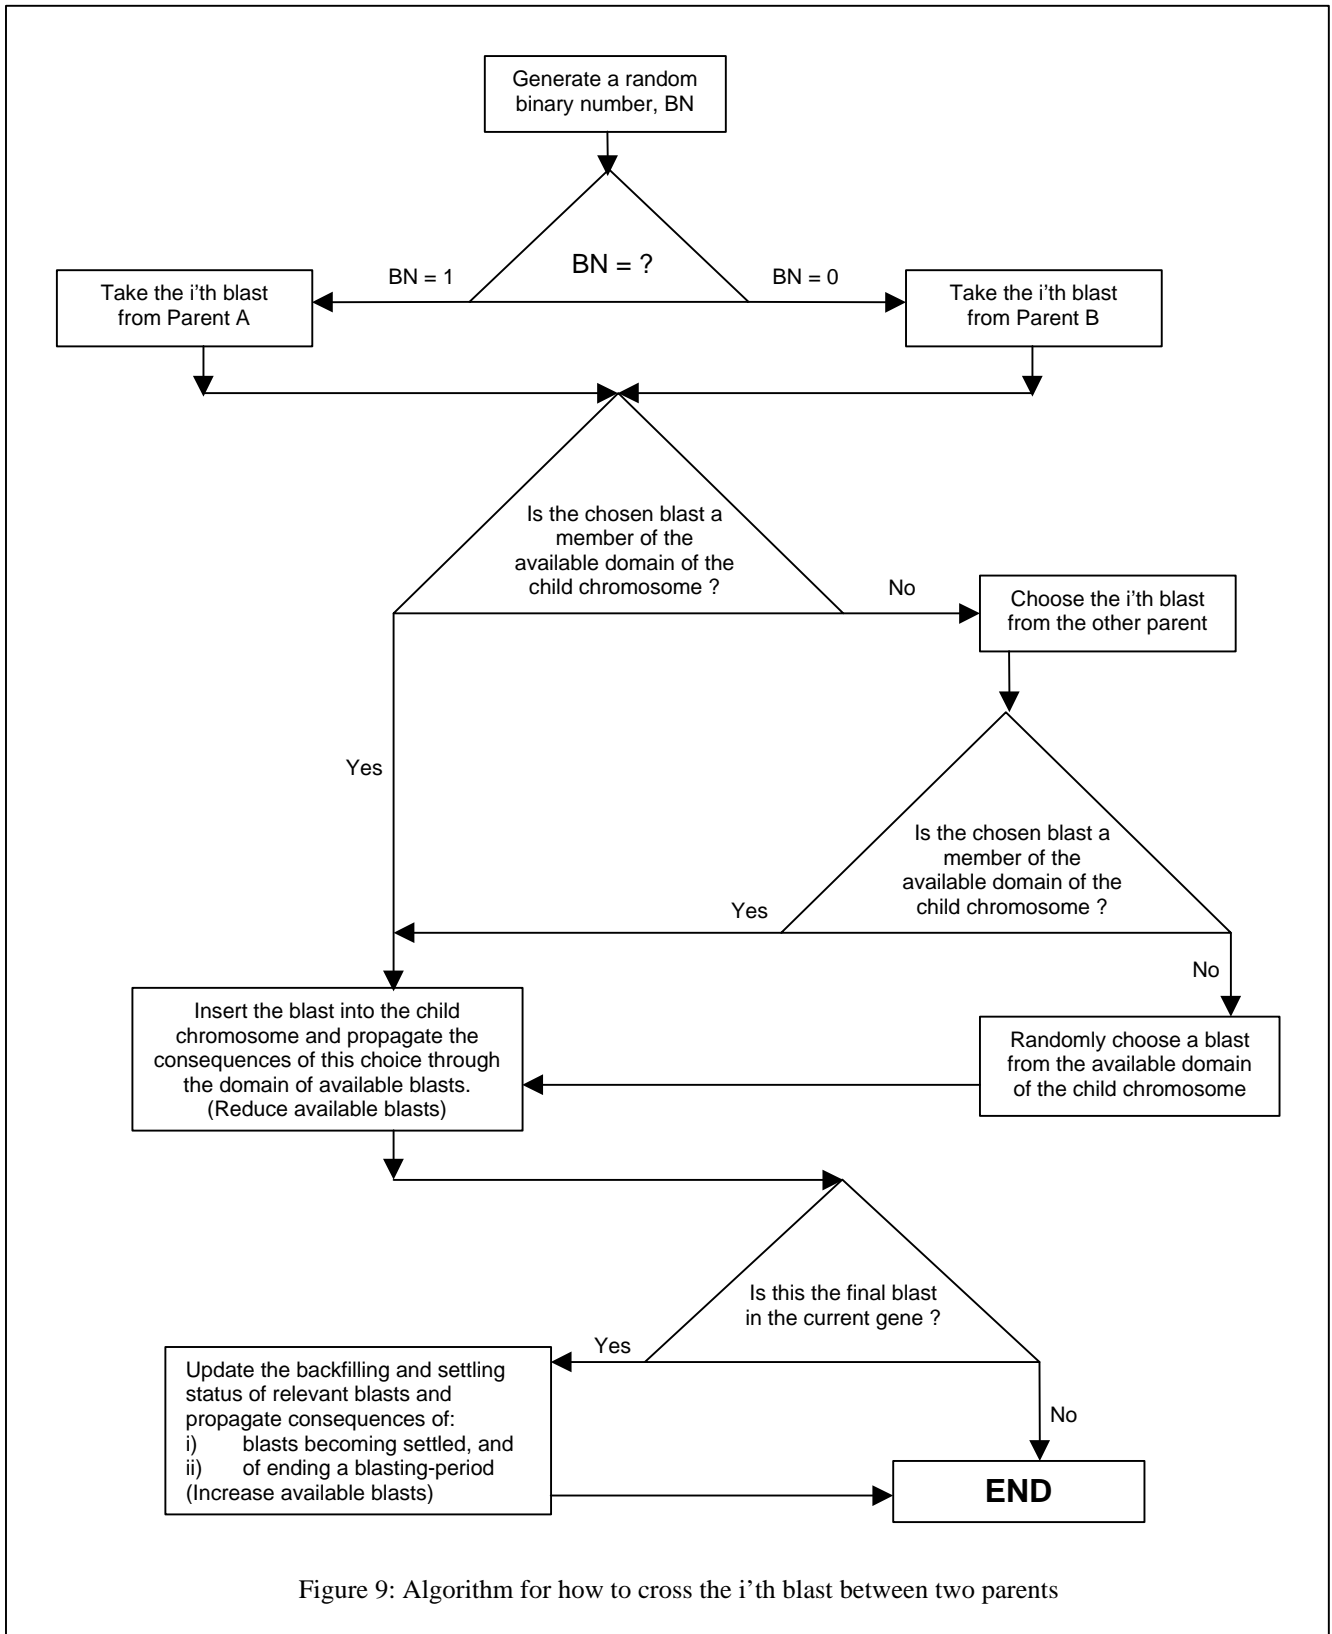 Generate a random
binary number, BN
BN = ?
BN = 1
BN = 0
Take the i'th blast
from Parent A
Take the i'th blast
from Parent B
Is the chosen blast a
member of the
available domain of the
child chromosome ?
No
Choose the i'th blast
from the other parent
Yes
Is the chosen blast a
member of the
available domain of the
child chromosome ?
Yes
No
Insert the blast into the child
chromosome and propagate the
consequences of this choice through
the domain of available blasts.
(Reduce available blasts)
Randomly choose a blast
from the available domain
of the child chromosome
Is this the final blast
in the current gene ?
Yes
Update the backfilling and settling
status of relevant blasts and
propagate consequences of:
i) blasts becoming settled, and
ii) of ending a blasting-period
(Increase available blasts)
No
END
Figure 9: Algorithm for how to cross the i'th blast between two parents